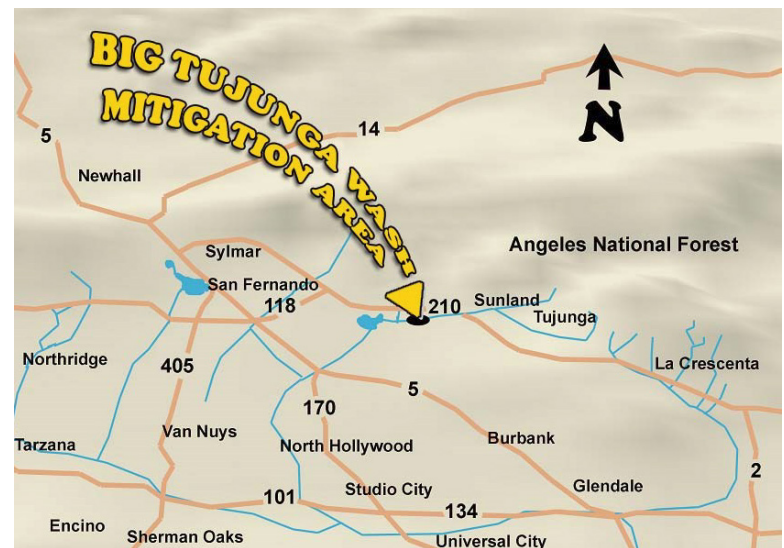 BIG TUJUNGA WASH
MITIGATION AREA
N
14
5
Newhall
Angeles National Forest
Sylmar
San Fernando
118
210
Sunland
Tujunga
Northridge
405
La Crescenta
5
170
Van Nuys
North Hollywood
Burbank
Tarzana
2
Studio City
Glendale
101
134
Encino
Sherman Oaks
Universal City